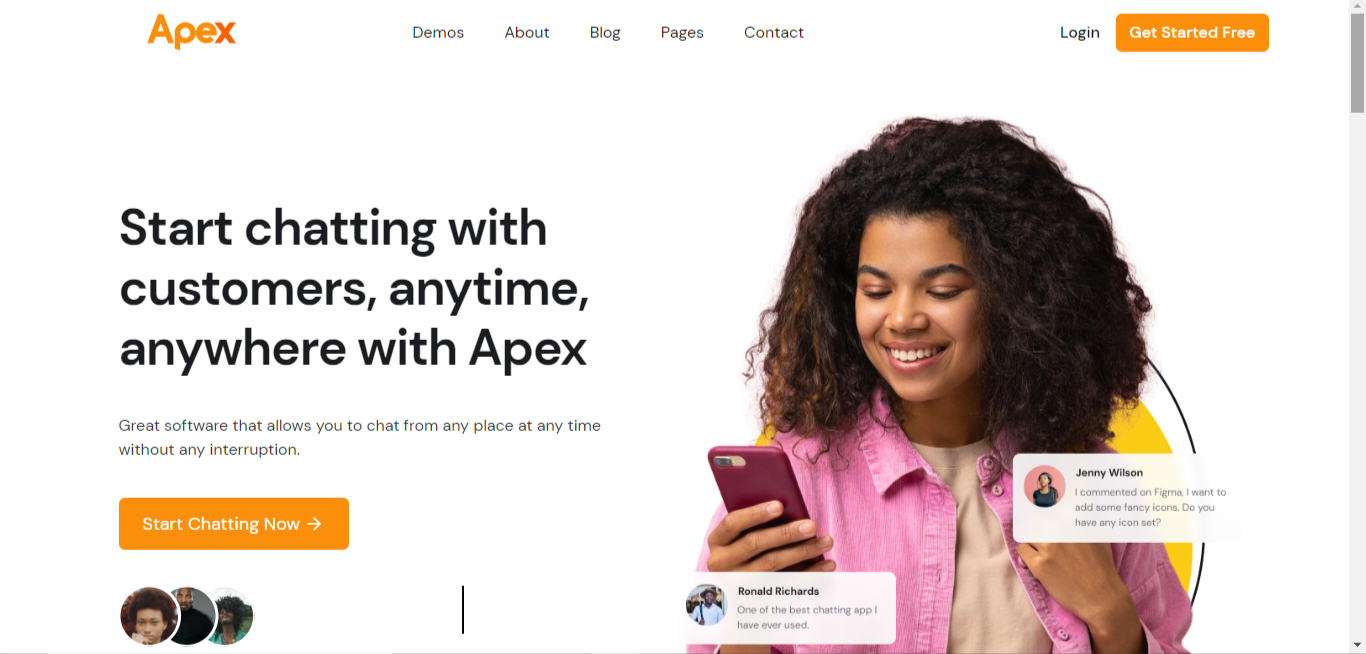 Apex
Demos
About
Blog
Pages
Contact
Login
Get Started Free
Start chatting with
customers, anytime,
anywhere with Apex
Great software that allows you to chat from any place at any time
without any interruption.
Start Chatting Now →
Jenny Wilson
I commented on Figma, I want to
add some fancy icons. Do you
have any icon set?
Ronald Richards
One of the best chatting app I
have ever used.